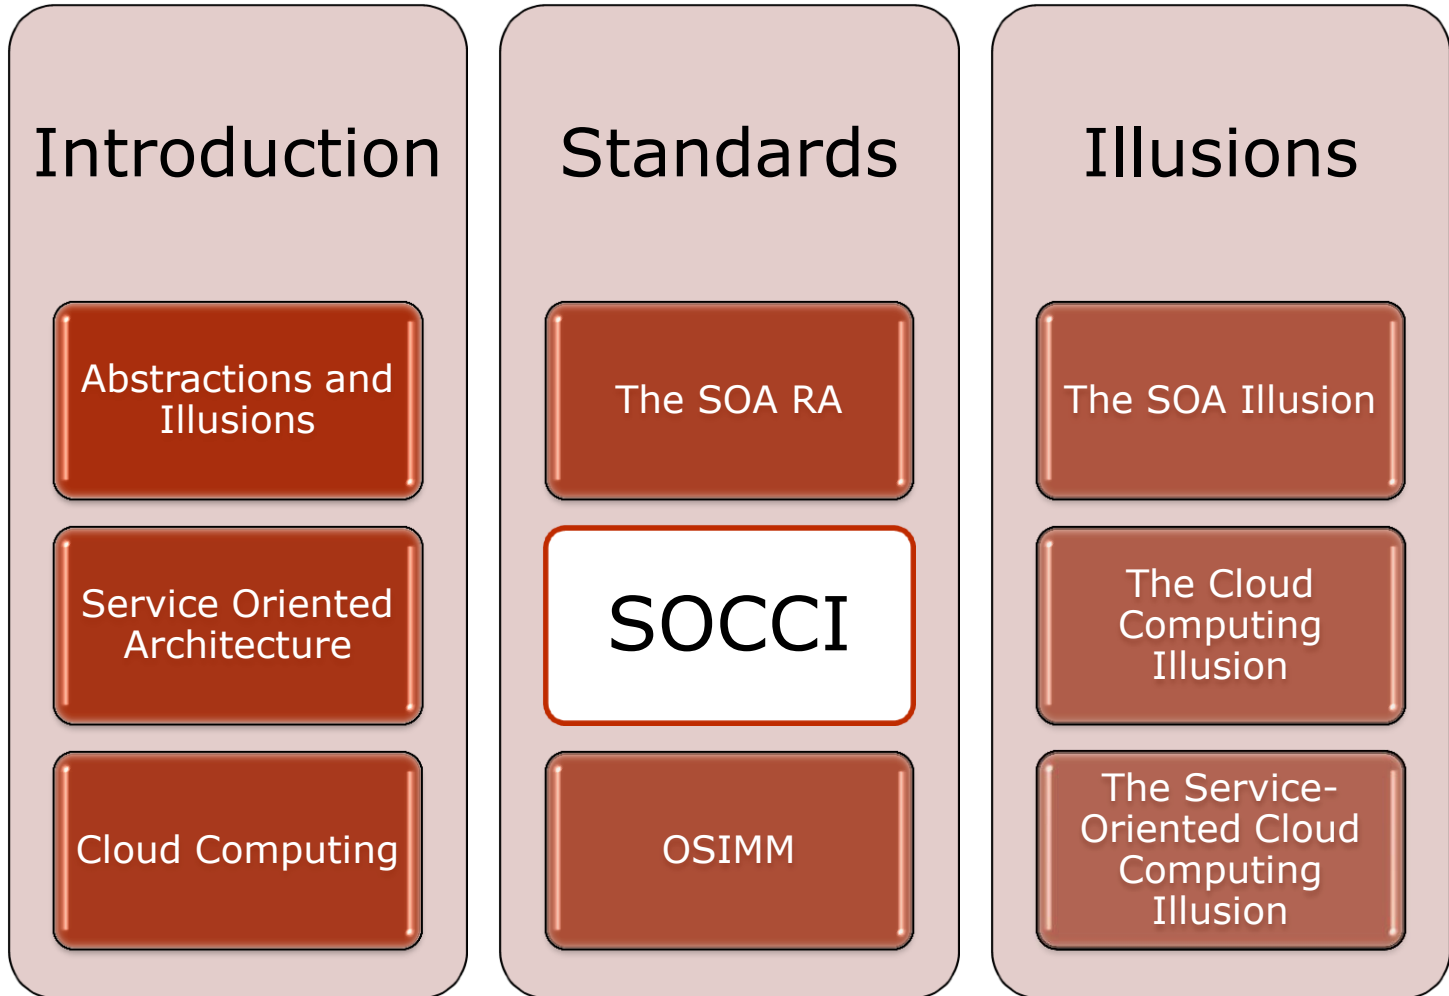 Introduction
Abstractions and
Illusions
Service Oriented
Architecture
Cloud Computing
Standards
The SOA RA
SOCCI
OSIMM
Illusions
The SOA Illusion
The Cloud
Computing
Illusion
The Service-
Oriented Cloud
Computing
Illusion